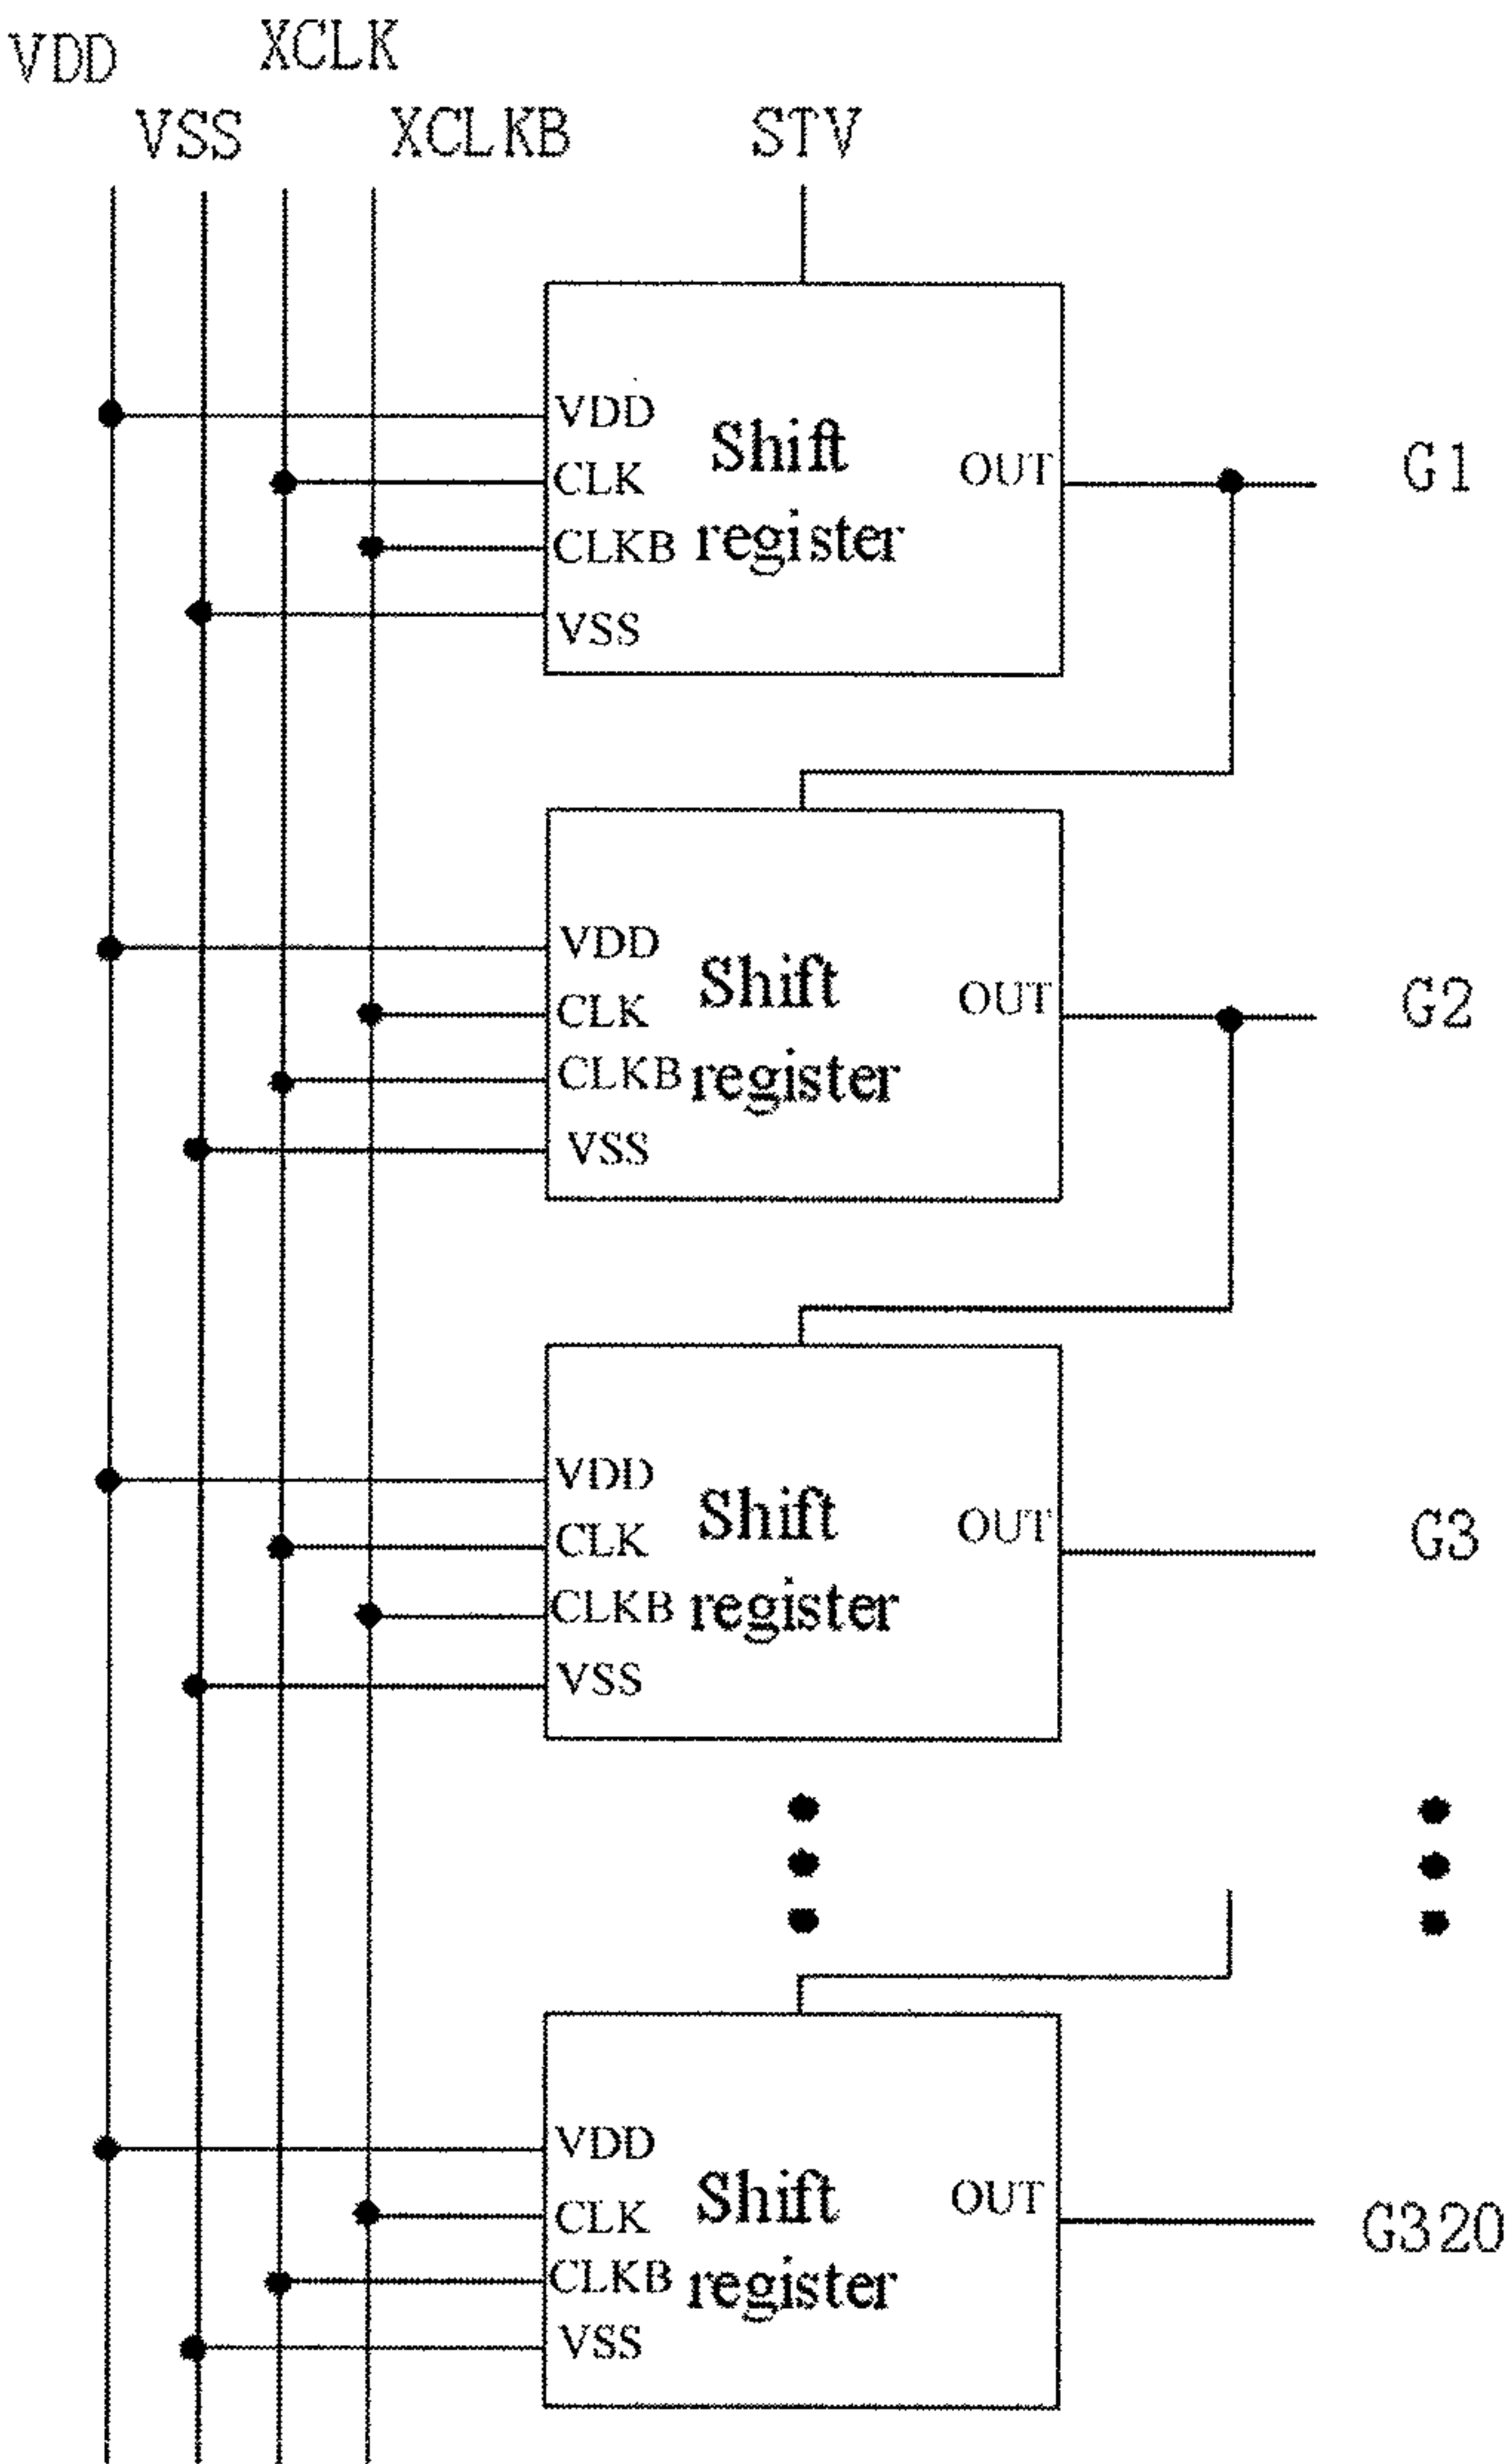 VDD
XCLK
VSS
XCLKB
STV
VDD
CLK
CLKB
VSS
Shift
register
OUT
G1
VDD
CLK
CLKB
VSS
Shift
register
OUT
G2
VDD
CLK
CLKB
VSS
Shift
register
OUT
G3
VDD
CLK
CLKB
VSS
Shift
register
OUT
G320